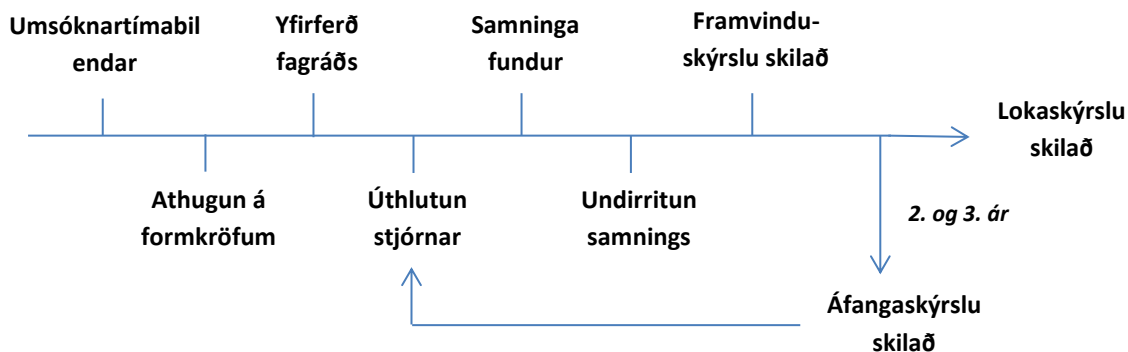 Umsóknartímabil
endar
Yfirferð
fagráðs
Samninga
fundur
Framvindu-
skýrslu skilað
Lokaskýrslu
skilað
Athugun á
formkröfum
Úthlutun
stjórnar
Undirritun
samnings
2. og 3. ár
Áfangaskýrslu
skilað